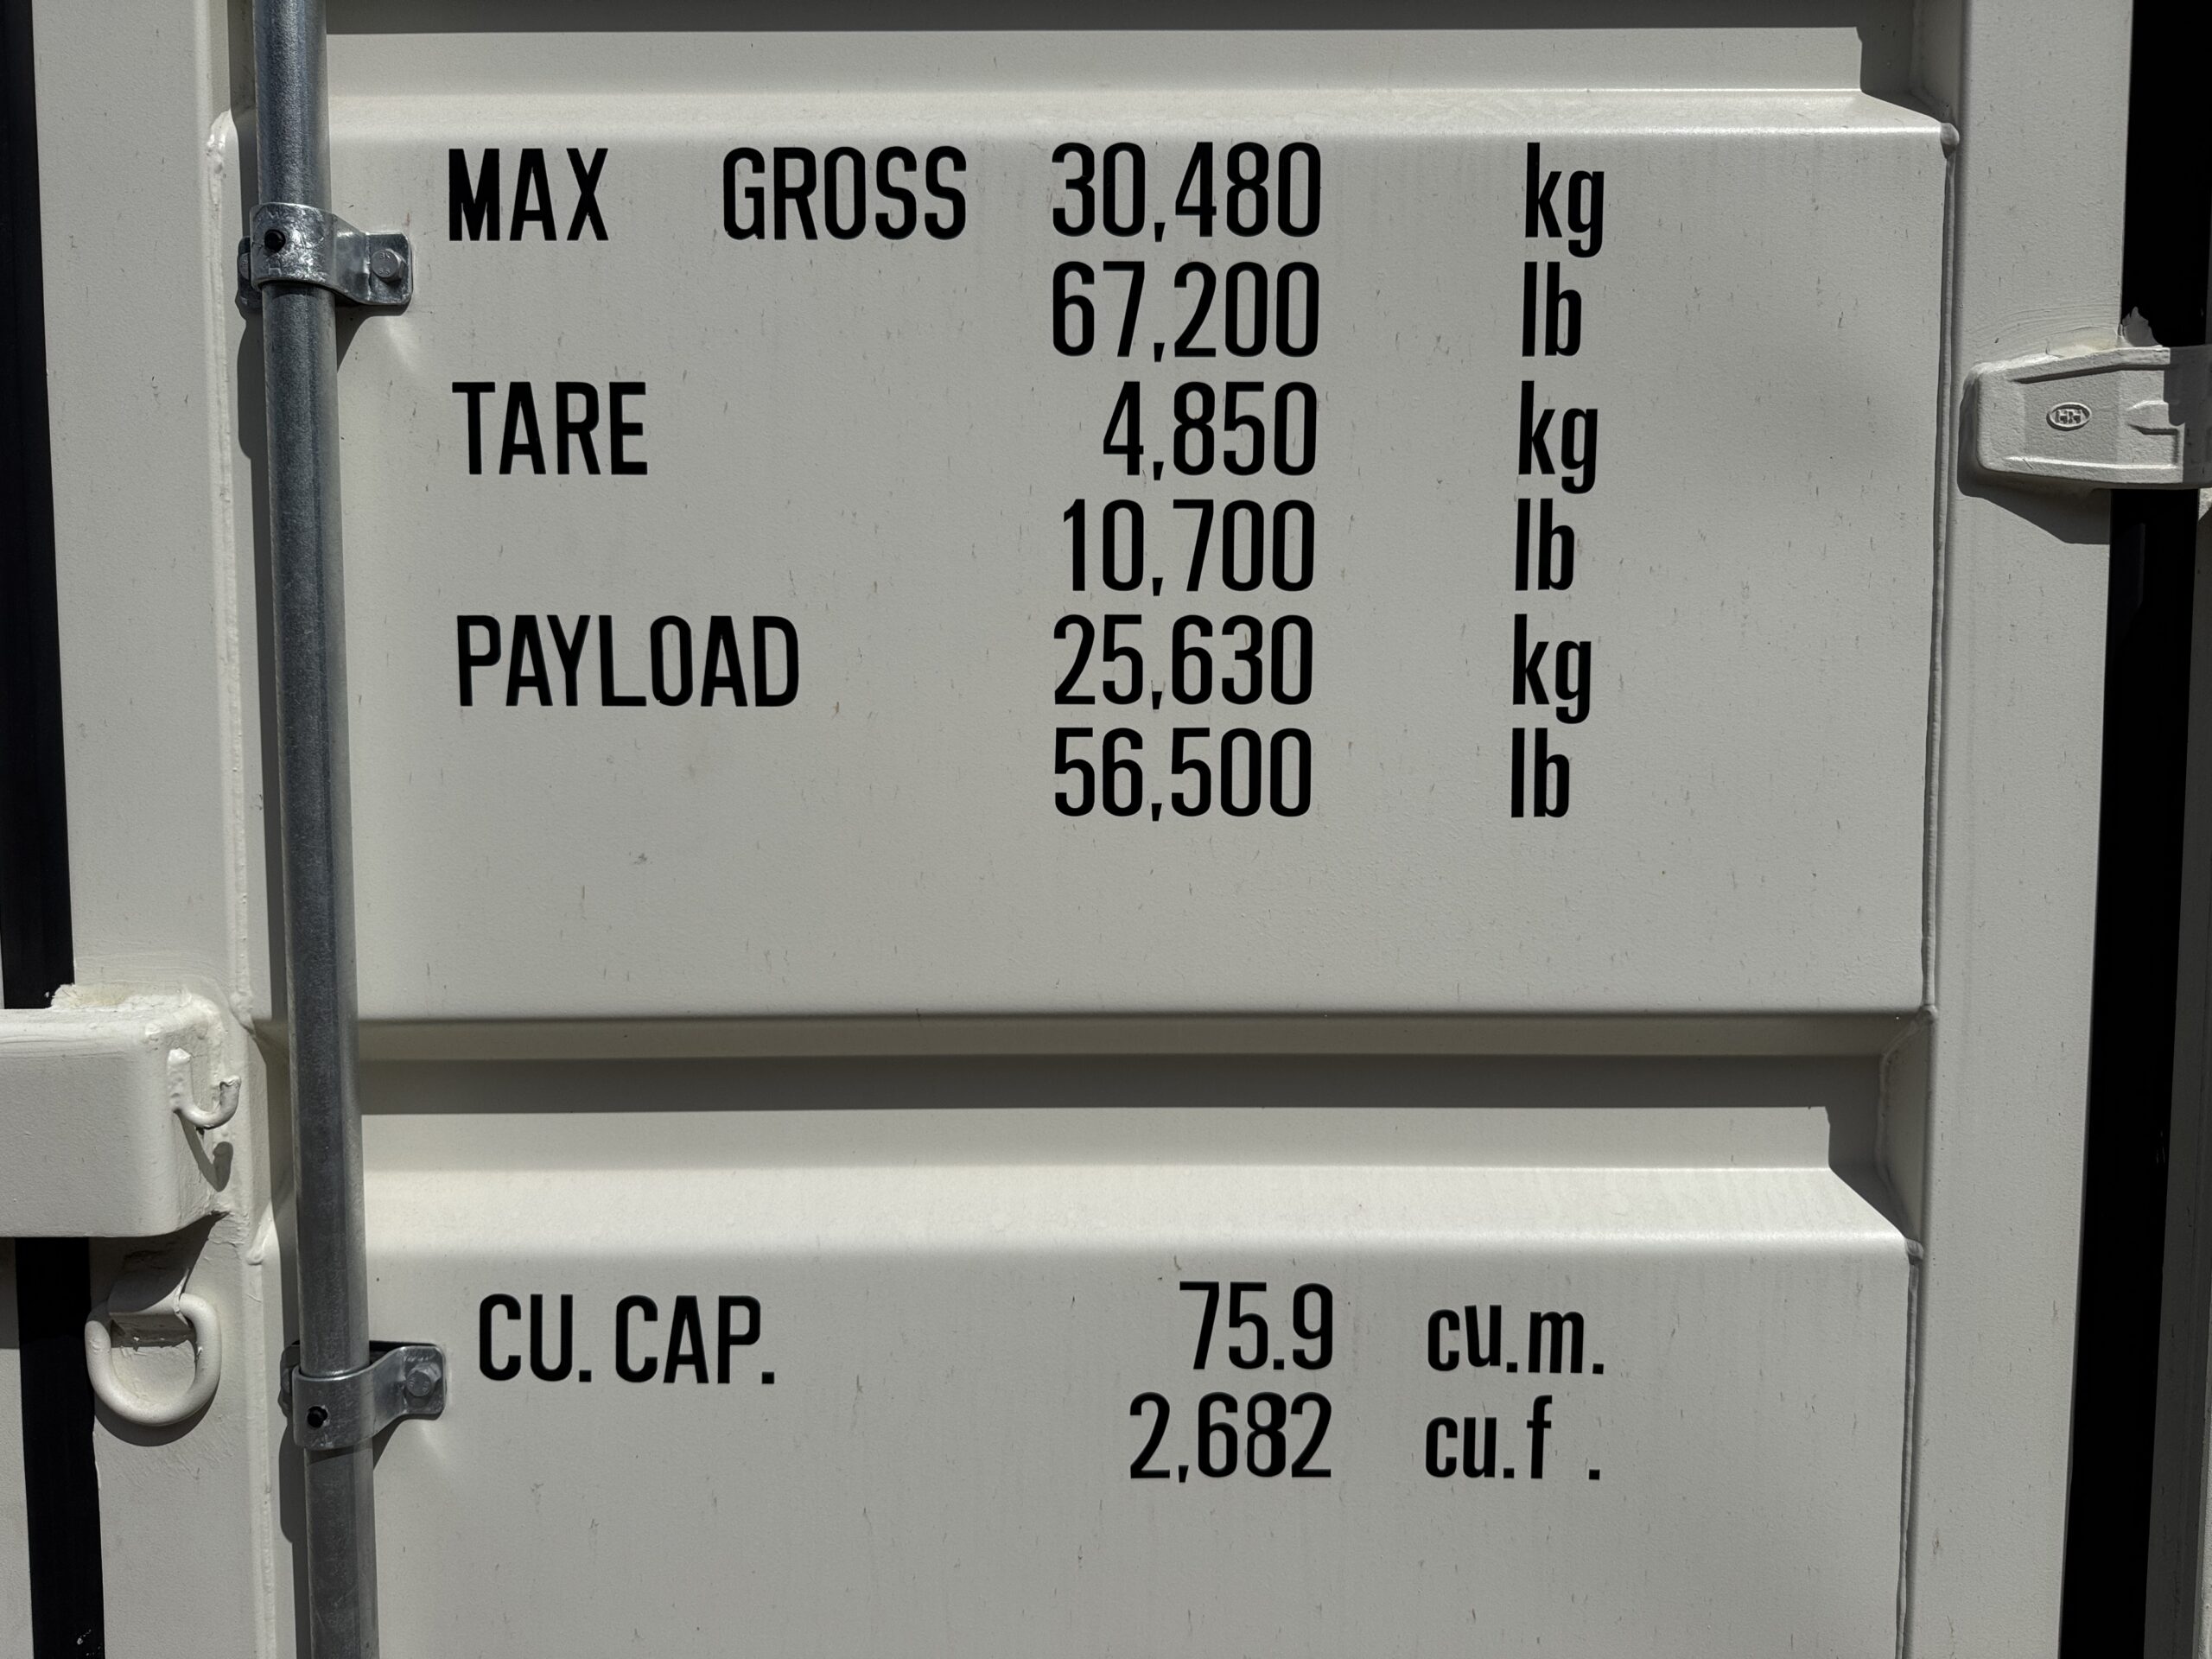 MAX GROSS 30,480 kg
67,200 lb
TARE 4,850 kg
10,700 lb
PAYLOAD 25,630 kg
56,500 lb
CU. CAP. 75.9 cu.m.
2,682 cu.f .